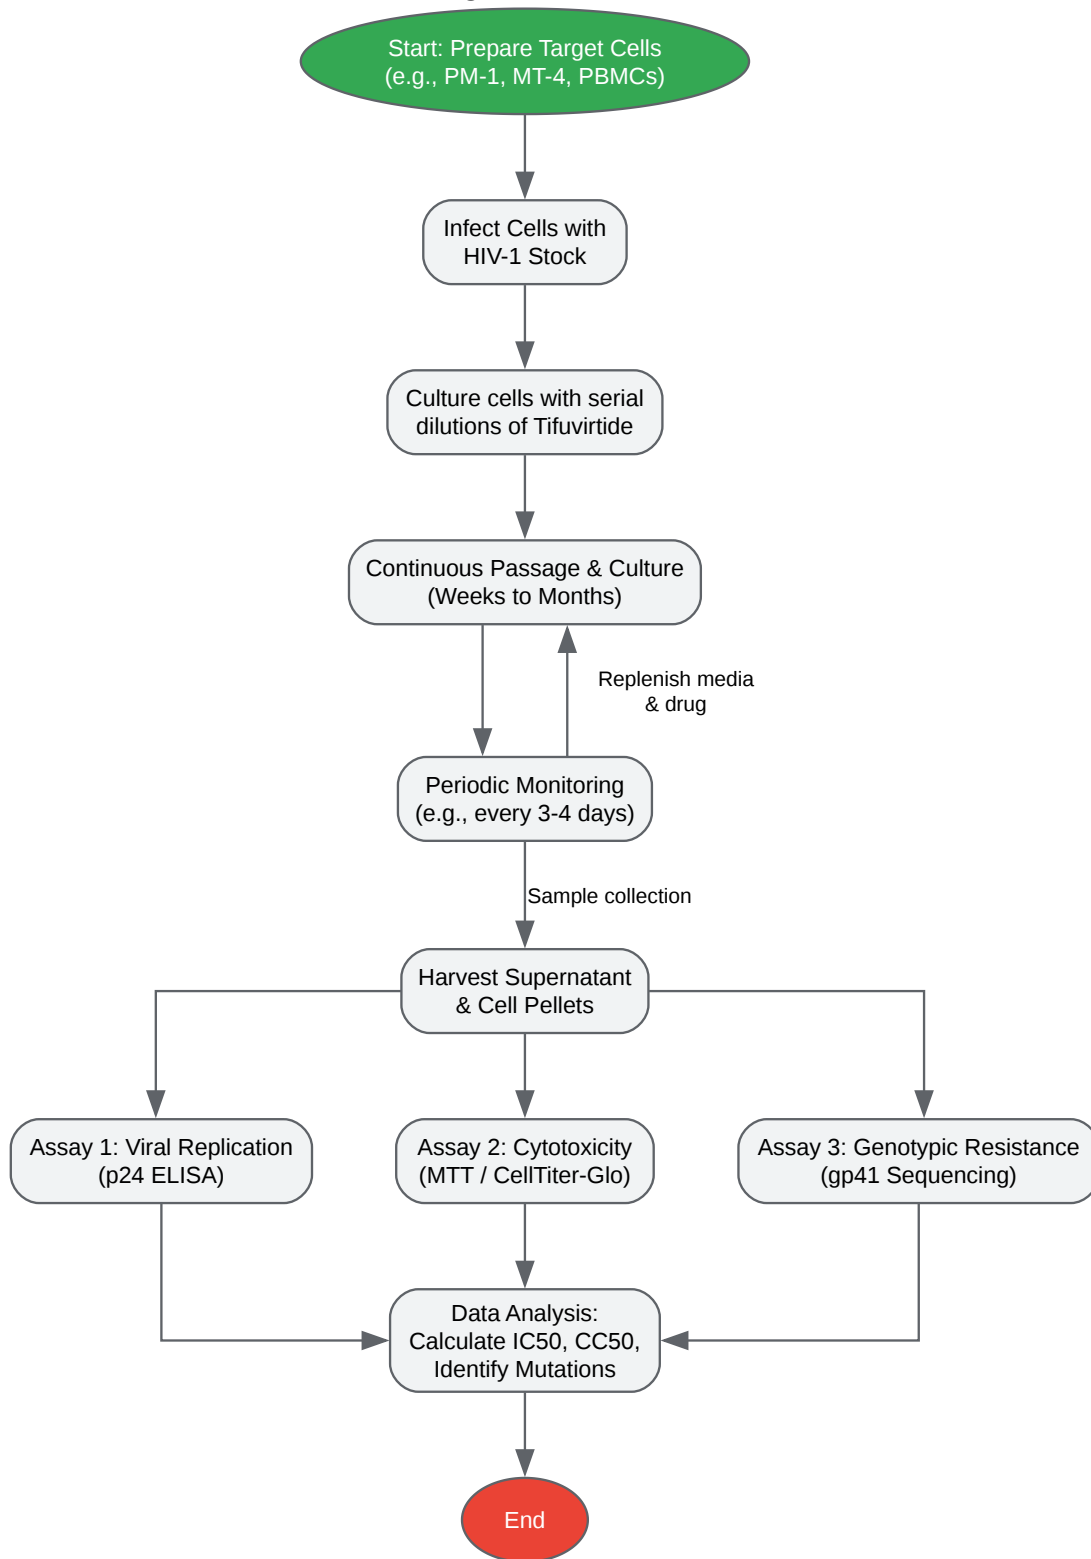 Start: Prepare Target Cells
(e.g., PM-1, MT-4, PBMCs)
Infect Cells with
HIV-1 Stock
Culture cells with serial
dilutions of Tifuvirtide
Continuous Passage & Culture
(Weeks to Months)
Replenish media
& drug
Periodic Monitoring
(e.g., every 3-4 days)
Sample collection
Harvest Supernatant
& Cell Pellets
Assay 1: Viral Replication
(p24 ELISA)
Assay 2: Cytotoxicity
(MTT / CellTiter-Glo)
Assay 3: Genotypic Resistance
(gp41 Sequencing)
Data Analysis:
Calculate IC50, CC50,
Identify Mutations
End